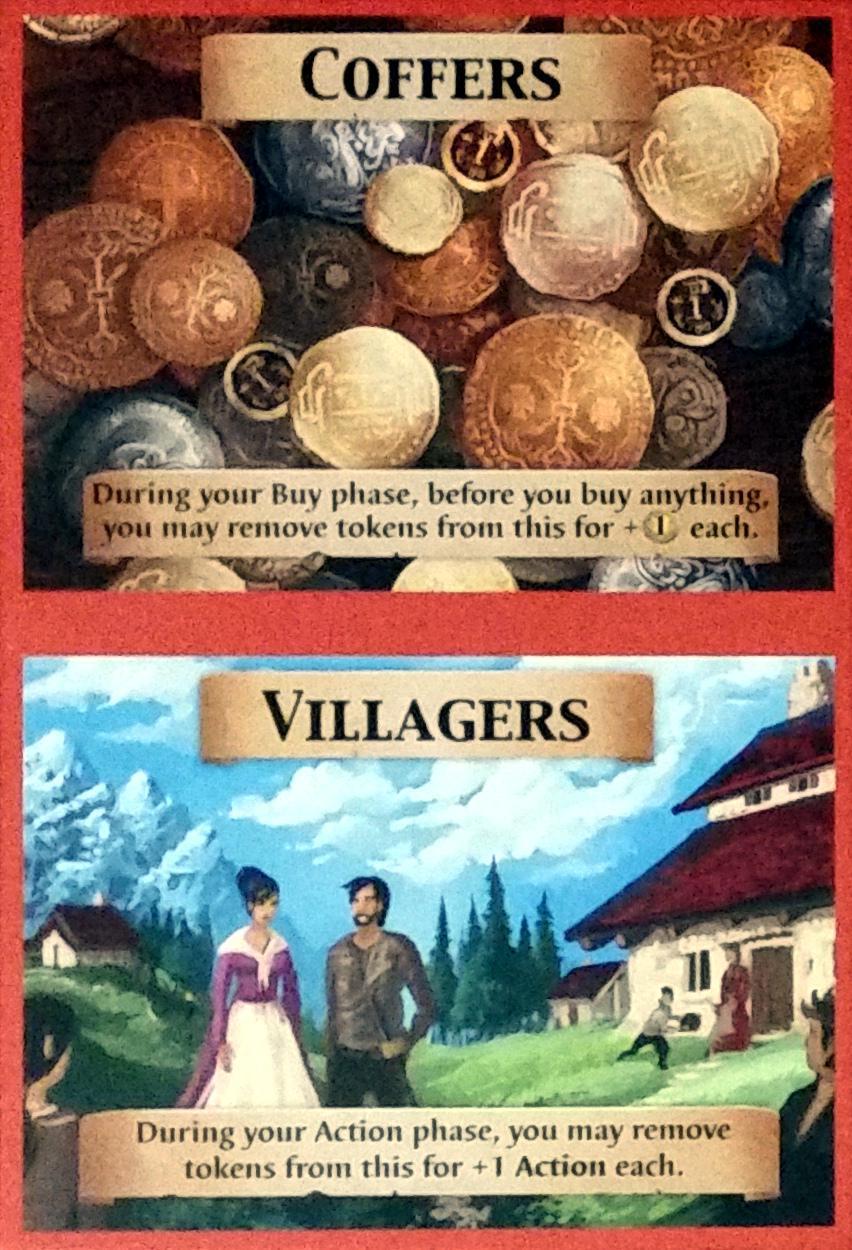 COFFERS
During your Buy phase, before you buy anything,
you may remove tokens from this for +1 each.
VILLAGERS
During your Action phase, you may remove
tokens from this for +1 Action each.